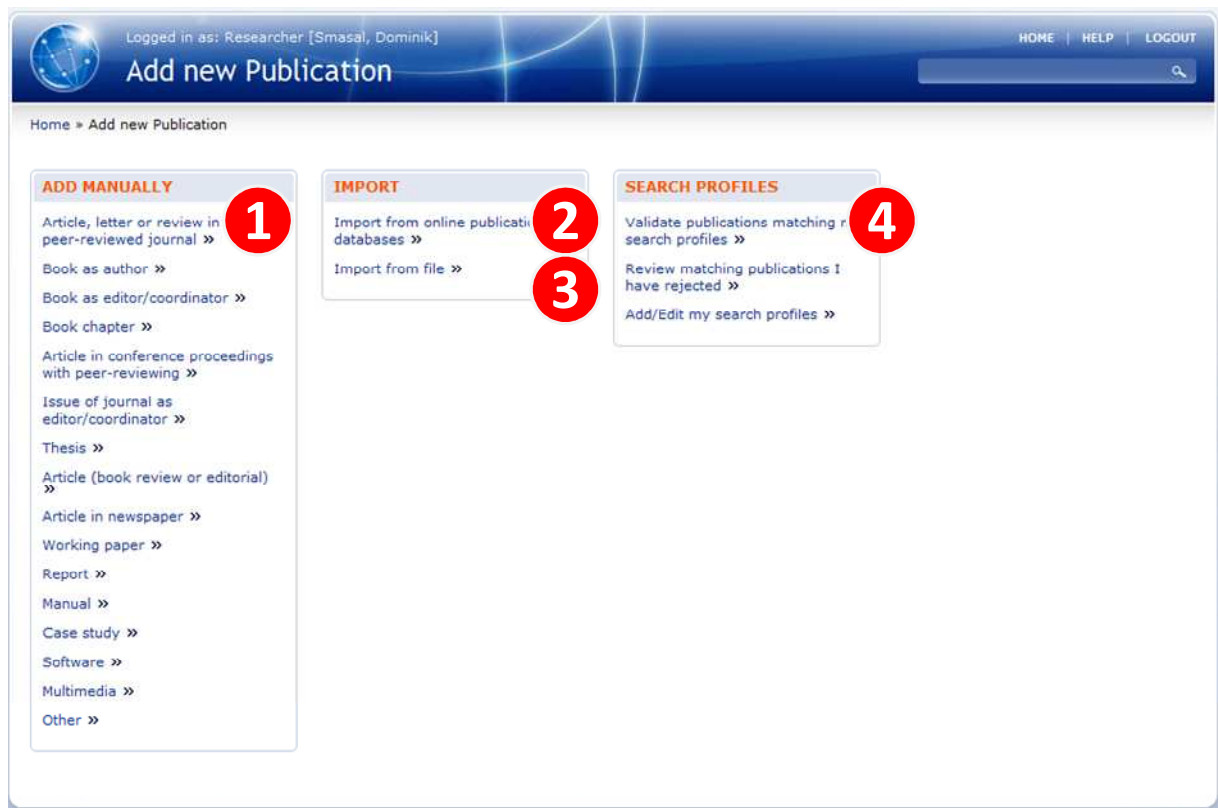 Logged in as: Researcher [Smasal, Dominik]
HOME | HELP | LOGOUT
Add new Publication
Home » Add new Publication
ADD MANUALLY
Article, letter or review in
peer-reviewed journal »
1
Book as author »
Book as editor/coordinator »
Book chapter »
Article in conference proceedings
with peer-reviewing »
Issue of journal as
editor/coordinator »
Thesis »
Article (book review or editorial)
»
Article in newspaper »
Working paper »
Report »
Manual »
Case study »
Software »
Multimedia »
Other »
IMPORT
Import from online
databases »
2
Import from file »
3
SEARCH PROFILES
Validate publications matching
search profiles »
4
Review matching publications I
have rejected »
Add/Edit my search profiles »